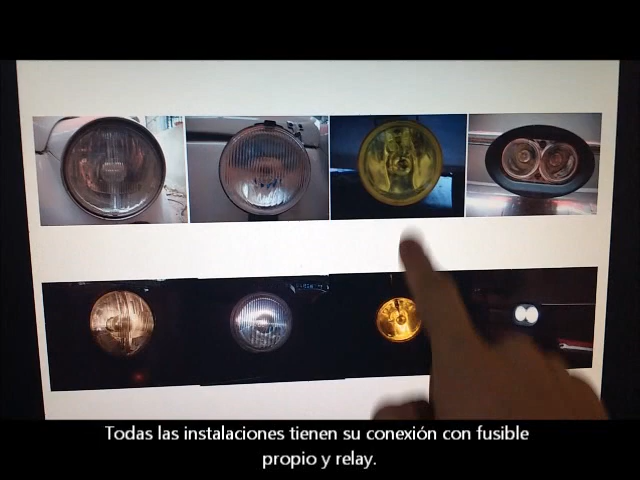 Todas las instalaciones tienen su conexión con fusible
propio y relay.